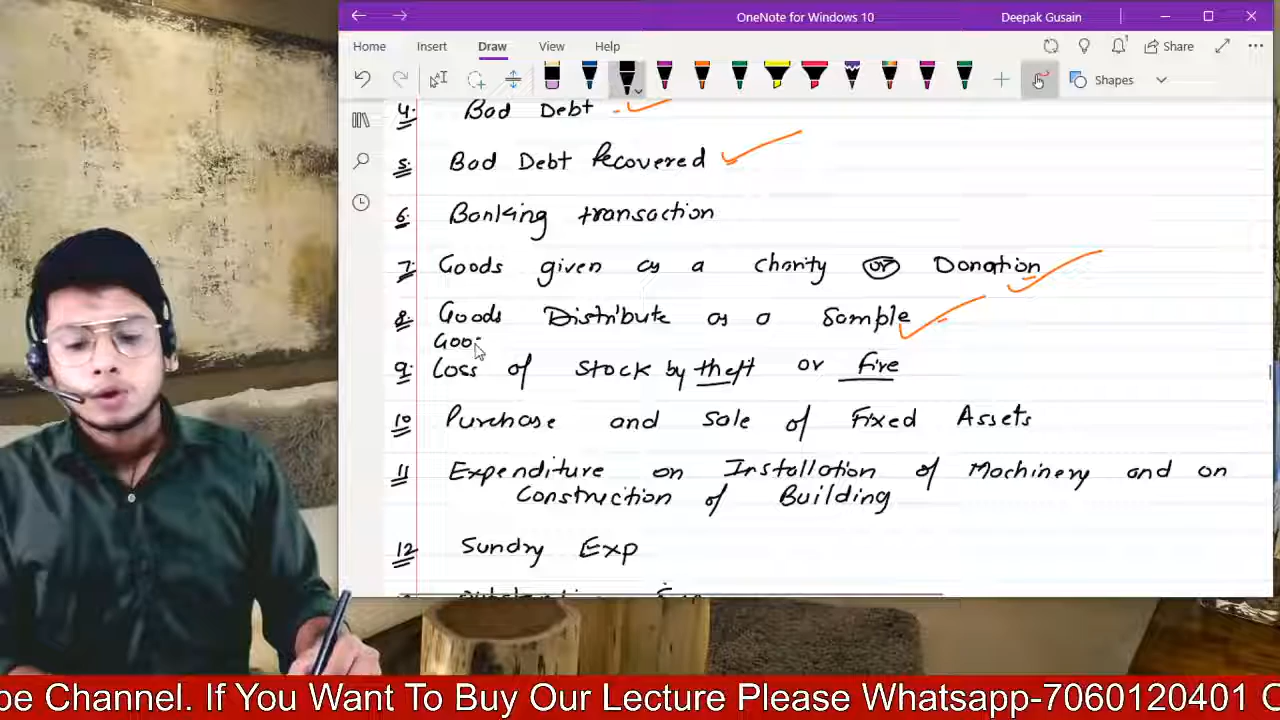 OneNote for Windows 10
Deepak Gusain
Home Insert Draw View Help
Share
Shapes
4. Bad Debt
5. Bad Debt Recovered
6. Banking transaction
7. Goods given as a charity or Donation
8. Goods Distribute as a Sample
Goo
9. Loss of Stock by theft or Fire
10 Purchase and Sale of Fixed Assets
11 Expenditure on Installation of Machinery and on
Construction of Building
12 Sundry Exp
pe Channel. If You Want To Buy Our Lecture Please Whatsapp-7060120401 C